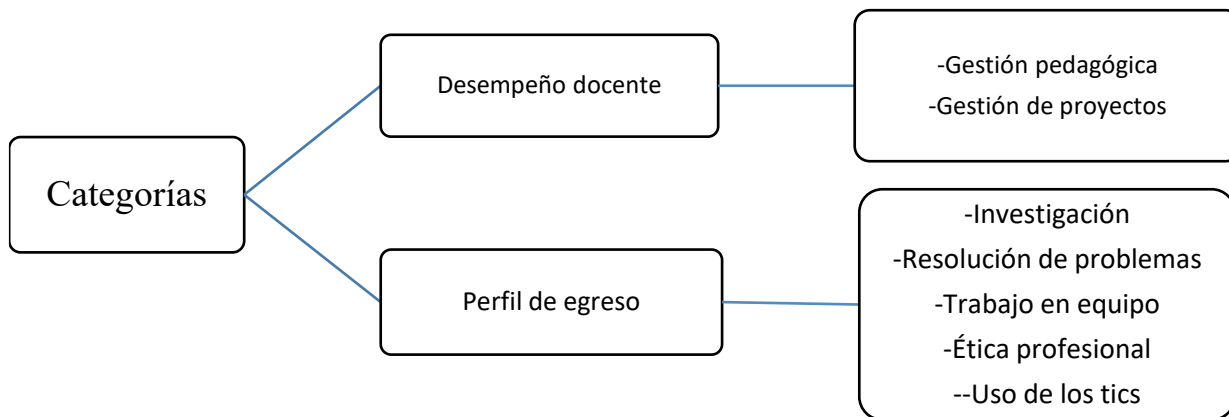 Categorías
Desempeño docente
-Gestión pedagógica
-Gestión de proyectos
Perfil de egreso
-Investigación
-Resolución de problemas
-Trabajo en equipo
-Ética profesional
--Uso de los tics